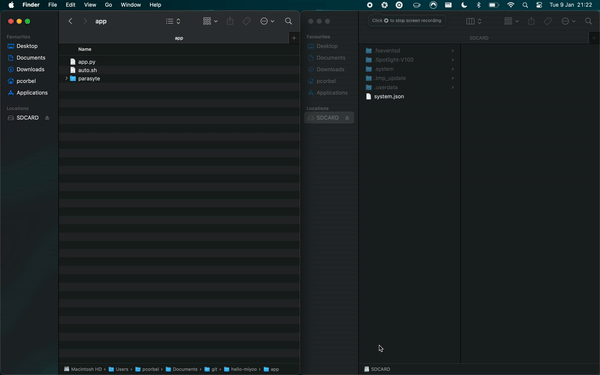 Finder File Edit View Go Window Help Tue 9 Jan 21:22
app
Click to stop screen recording
app
SDCARD
Favourites
Desktop
Documents
Downloads
pcorbel
Applications
Locations
SDCARD
Name
app.py
auto.sh
parasyte
Favourites
Desktop
Documents
Downloads
pcorbel
Applications
Locations
SDCARD
.fseventsd
.Spotlight-V100
.system
.tmp_update
.userdata
system.json
Macintosh HD › Users › pcorbel › Documents › git › hello-miyoo › app
SDCARD